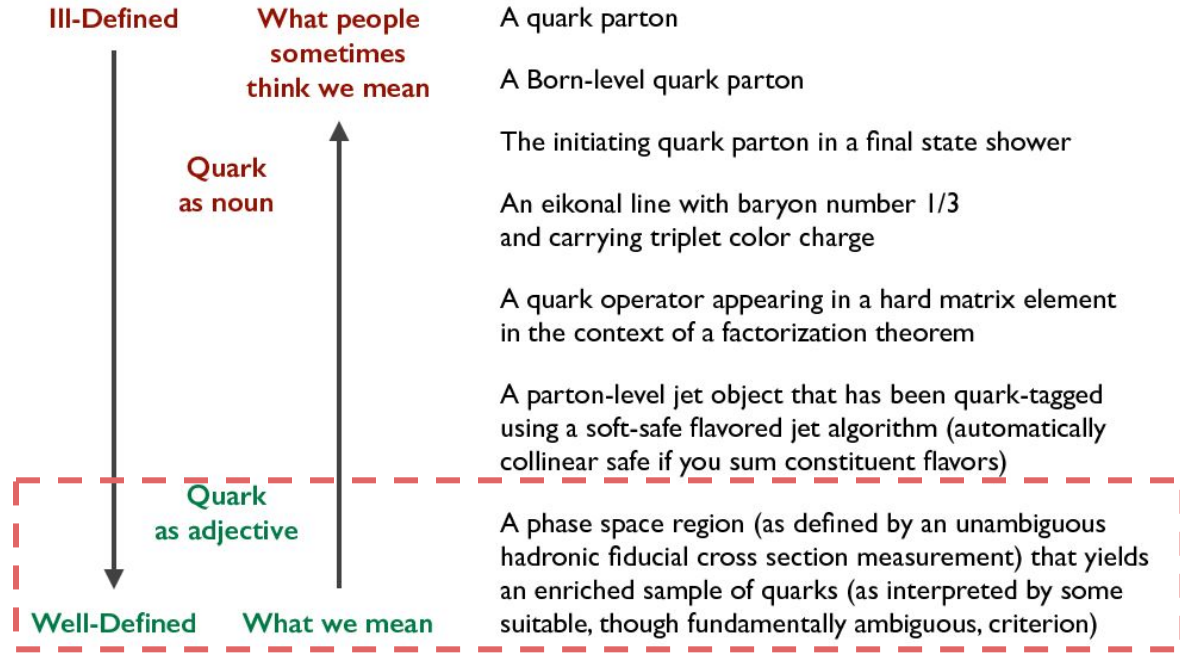 Ill-Defined
What people
sometimes
think we mean
Quark
as noun
Quark
as adjective
Well-Defined
What we mean
A quark parton
A Born-level quark parton
The initiating quark parton in a final state shower
An eikonal line with baryon number 1/3
and carrying triplet color charge
A quark operator appearing in a hard matrix element
in the context of a factorization theorem
A parton-level jet object that has been quark-tagged
using a soft-safe flavored jet algorithm (automatically
collinear safe if you sum constituent flavors)
A phase space region (as defined by an unambiguous
hadronic fiducial cross section measurement) that yields
an enriched sample of quarks (as interpreted by some
suitable, though fundamentally ambiguous, criterion)